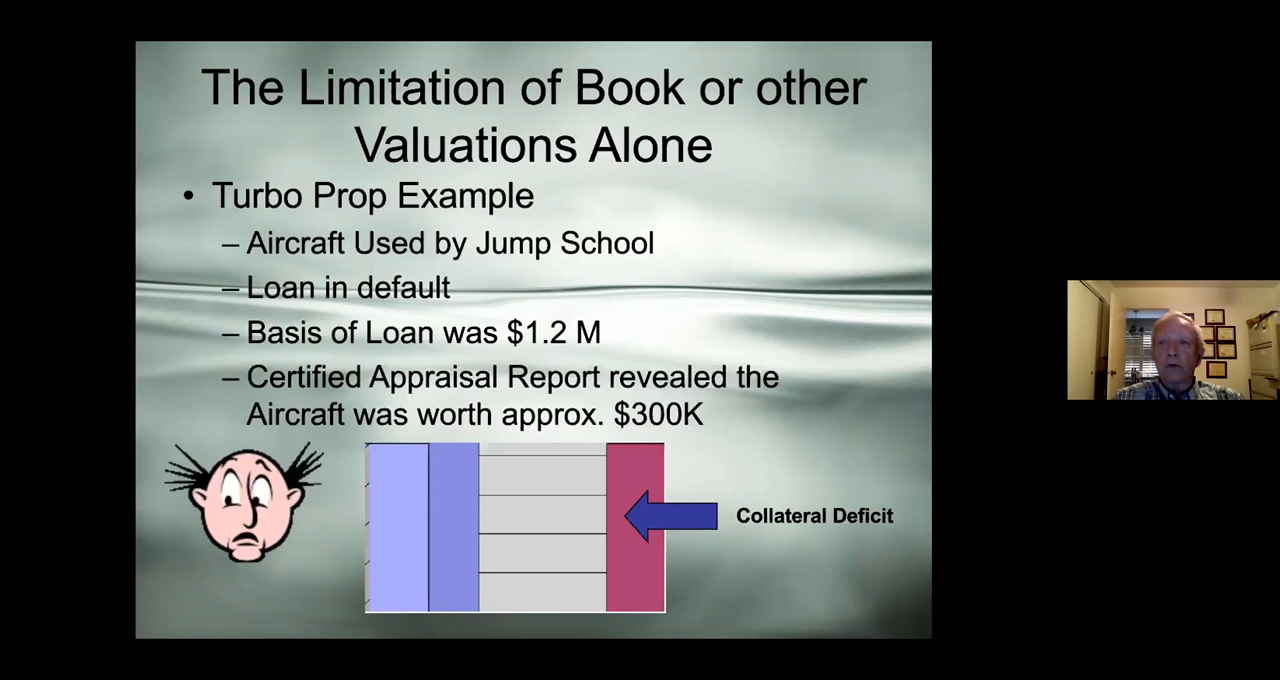 The Limitation of Book or other
Valuations Alone
• Turbo Prop Example
– Aircraft Used by Jump School
– Loan in default
– Basis of Loan was $1.2 M
– Certified Appraisal Report revealed the
Aircraft was worth approx. $300K
Collateral Deficit